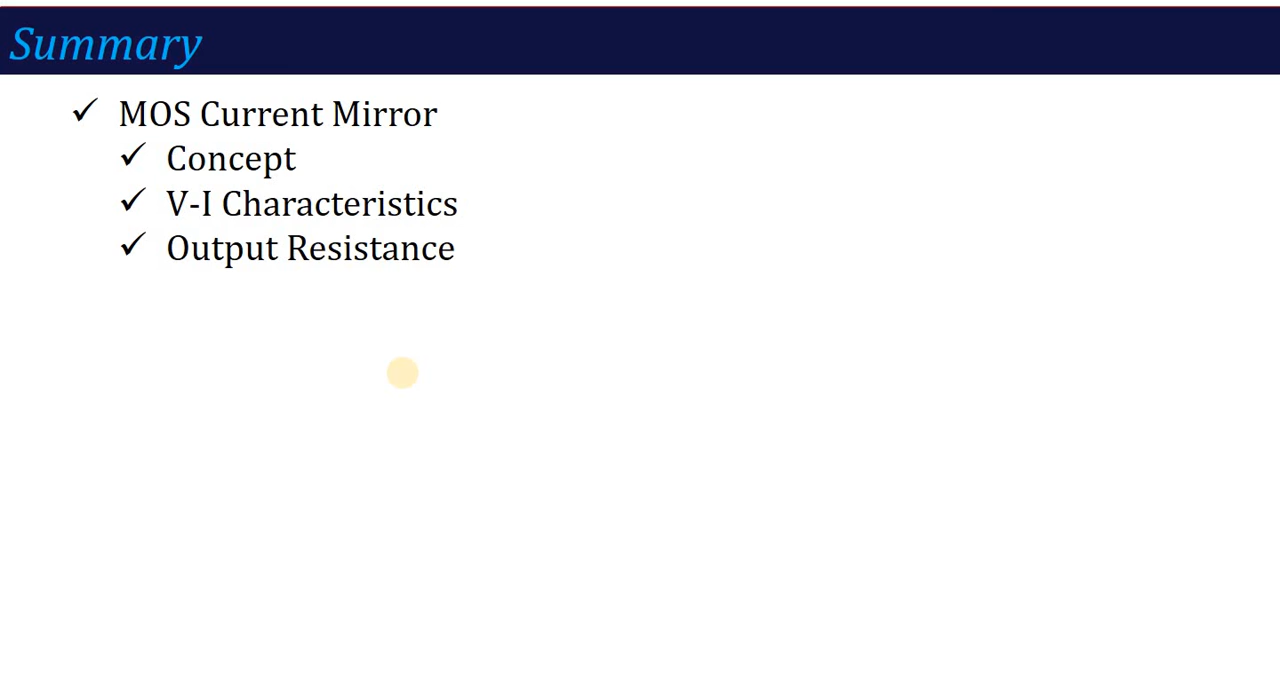 Summary
✓ MOS Current Mirror
✓ Concept
✓ V-I Characteristics
✓ Output Resistance